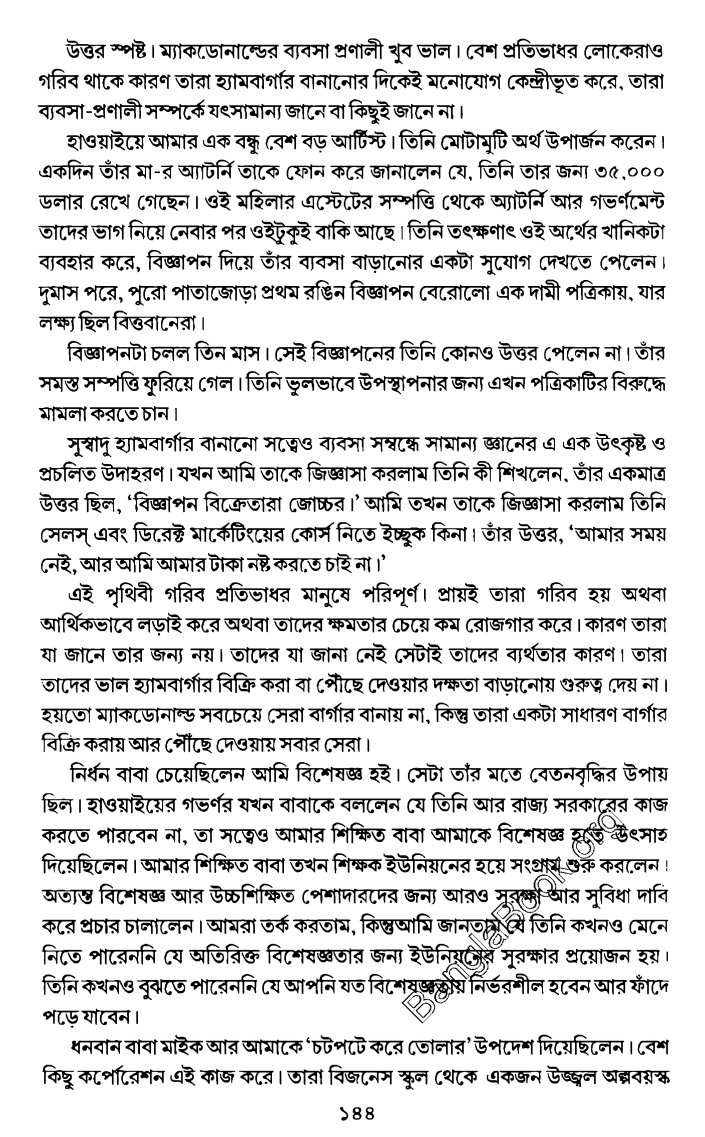 উত্তর স্পষ্ট। ম্যাকডোনাল্ডের ব্যবসা প্রণালী খুব ভাল। বেশ প্রতিভাধর লোকেরাও
গরিব থাকে কারণ তারা হ্যামবার্গার বানানোর দিকেই মনোযোগ কেন্দ্রীভূত করে, তারা
ব্যবসা-প্রণালী সম্পর্কে যৎসামান্য জানে বা কিছুই জানে না।
হাওয়াইয়ে আমার এক বন্ধু বেশ বড় আর্টিস্ট। তিনি মোটামুটি অর্থ উপার্জন করেন।
একদিন তাঁর মা-র অ্যাটর্নি তাকে ফোন করে জানালেন যে, তিনি তার জন্য ৩৫,০০০
ডলার রেখে গেছেন। ওই মহিলার এস্টেটের সম্পত্তি থেকে অ্যাটর্নি আর গভর্ণমেন্ট
তাদের ভাগ নিয়ে নেবার পর ওইটুকুই বাকি আছে। তিনি তৎক্ষণাৎ ওই অর্থের খানিকটা
ব্যবহার করে, বিজ্ঞাপন দিয়ে তাঁর ব্যবসা বাড়ানোর একটা সুযোগ দেখতে পেলেন।
দুমাস পরে, পুরো পাতাজোড়া প্রথম রঙিন বিজ্ঞাপন বেরোলো এক দামী পত্রিকায়, যার
লক্ষ্য ছিল বিত্তবানেরা।
বিজ্ঞাপনটা চলল তিন মাস। সেই বিজ্ঞাপনের তিনি কোনও উত্তর পেলেন না। তাঁর
সমস্ত সম্পত্তি ফুরিয়ে গেল। তিনি ভুলভাবে উপস্থাপনার জন্য এখন পত্রিকাটির বিরুদ্ধে
মামলা করতে চান।
সুস্বাদু হ্যামবার্গার বানানো সত্বেও ব্যবসা সম্বন্ধে সামান্য জ্ঞানের এ এক উৎকৃষ্ট ও
প্রচলিত উদাহরণ। যখন আমি তাকে জিজ্ঞাসা করলাম তিনি কী শিখলেন, তাঁর একমাত্র
উত্তর ছিল, ‘বিজ্ঞাপন বিক্রেতারা জোচ্চর।’ আমি তখন তাকে জিজ্ঞাসা করলাম তিনি
সেলস্ এবং ডিরেক্ট মার্কেটিংয়ের কোর্স নিতে ইচ্ছুক কিনা। তাঁর উত্তর, ‘আমার সময়
নেই, আর আমি আমার টাকা নষ্ট করতে চাই না।’
এই পৃথিবী গরিব প্রতিভাধর মানুষে পরিপূর্ণ। প্রায়ই তারা গরিব হয় অথবা
আর্থিকভাবে লড়াই করে অথবা তাদের ক্ষমতার চেয়ে কম রোজগার করে। কারণ তারা
যা জানে তার জন্য নয়। তাদের যা জানা নেই সেটাই তাদের ব্যর্থতার কারণ। তারা
তাদের ভাল হ্যামবার্গার বিক্রি করা বা পৌঁছে দেওয়ার দক্ষতা বাড়ানোয় গুরুত্ব দেয় না।
হয়তো ম্যাকডোনাল্ড সবচেয়ে সেরা বার্গার বানায় না, কিন্তু তারা একটা সাধারণ বার্গার
বিক্রি করায় আর পৌঁছে দেওয়ায় সবার সেরা।
নির্ধন বাবা চেয়েছিলেন আমি বিশেষজ্ঞ হই। সেটা তাঁর মতে বেতনবৃদ্ধির উপায়
ছিল। হাওয়াইয়ের গভর্ণর যখন বাবাকে বললেন যে তিনি আর রাজ্য সরকারের কাজ
করতে পারবেন না, তা সত্বেও আমার শিক্ষিত বাবা আমাকে বিশেষজ্ঞ হতে উৎসাহ
দিয়েছিলেন। আমার শিক্ষিত বাবা তখন শিক্ষক ইউনিয়নের হয়ে সংগ্রাম শুরু করলেন।
অত্যন্ত বিশেষজ্ঞ আর উচ্চশিক্ষিত পেশাদারদের জন্য আরও সুরক্ষা আর সুবিধা দাবি
করে প্রচার চালালেন। আমরা তর্ক করতাম, কিন্তুআমি জানতাম যে তিনি কখনও মেনে
নিতে পারেননি যে অতিরিক্ত বিশেষজ্ঞতার জন্য ইউনিয়নের সুরক্ষার প্রয়োজন হয়।
তিনি কখনও বুঝতে পারেননি যে আপনি যত বিশেষজ্ঞতায় নির্ভরশীল হবেন আর ফাঁদে
পড়ে যাবেন।
ধনবান বাবা মাইক আর আমাকে ‘চটপটে করে তোলার’ উপদেশ দিয়েছিলেন। বেশ
কিছু কর্পোরেশন এই কাজ করে। তারা বিজনেস স্কুল থেকে একজন উজ্জ্বল অল্পবয়স্ক
১৪৪
BanglaBook.org